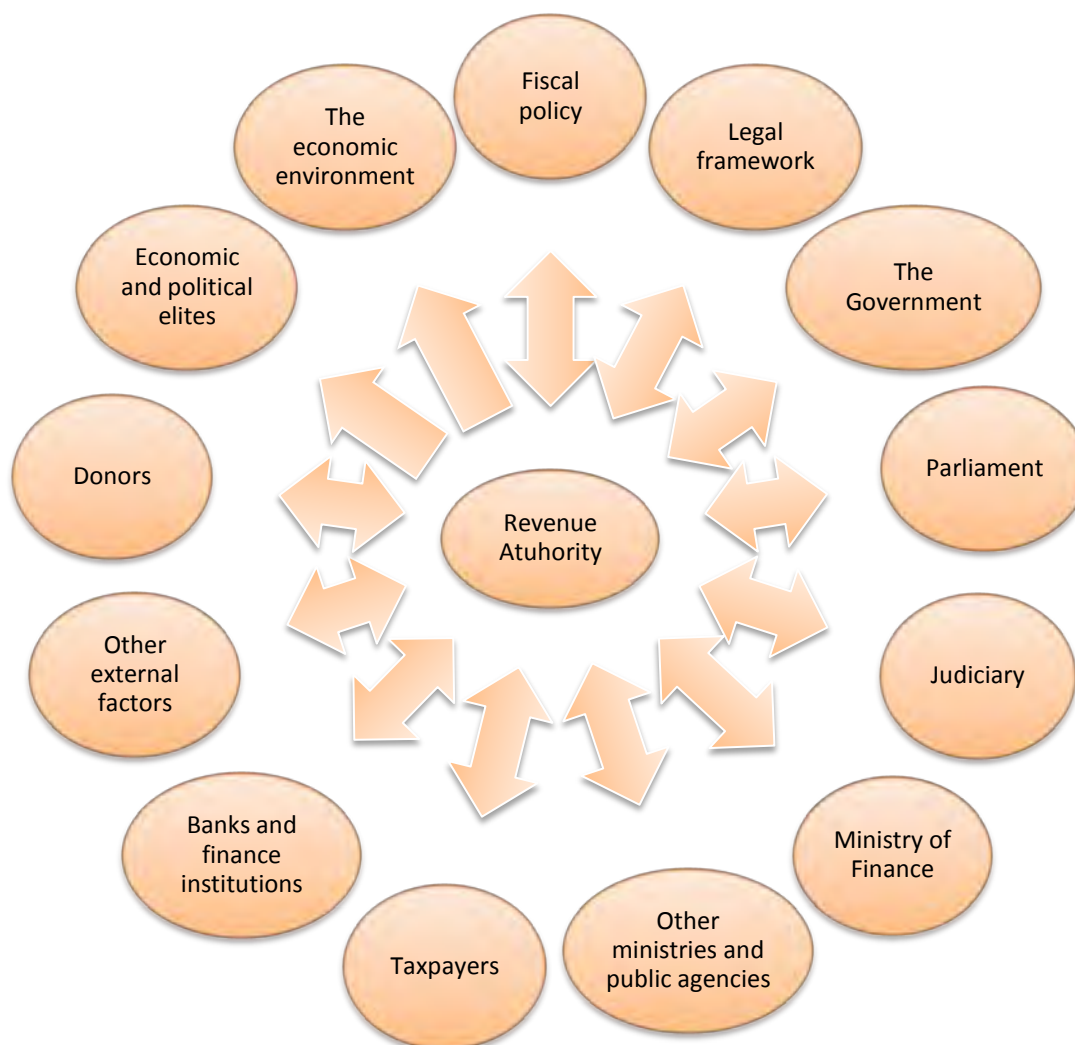 Fiscal
policy
Legal
framework
The
Government
Parliament
Judiciary
Ministry of
Finance
Other
ministries and
public agencies
Taxpayers
Banks and
finance
institutions
Other
external
factors
Donors
Economic
and political
elites
The
economic
environment
Revenue
Atuhority